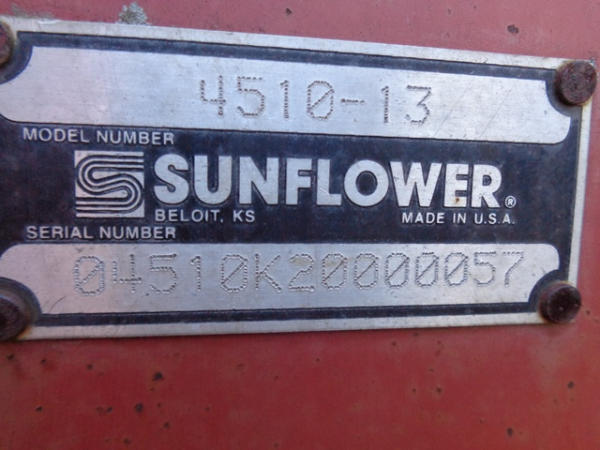 4510-13
MODEL NUMBER
SUNFLOWER®
BELOIT, KS MADE IN U.S.A.
SERIAL NUMBER
04510K20000057